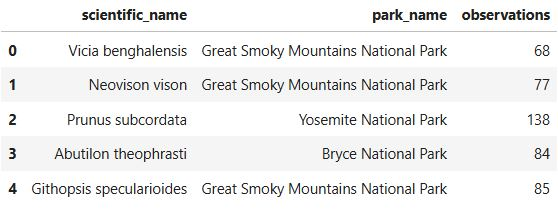 scientific_name park_name observations
0 Vicia benghalensis Great Smoky Mountains National Park 68
1 Neovison vison Great Smoky Mountains National Park 77
2 Prunus subcordata Yosemite National Park 138
3 Abutilon theophrasti Bryce National Park 84
4 Githopsis specularioides Great Smoky Mountains National Park 85